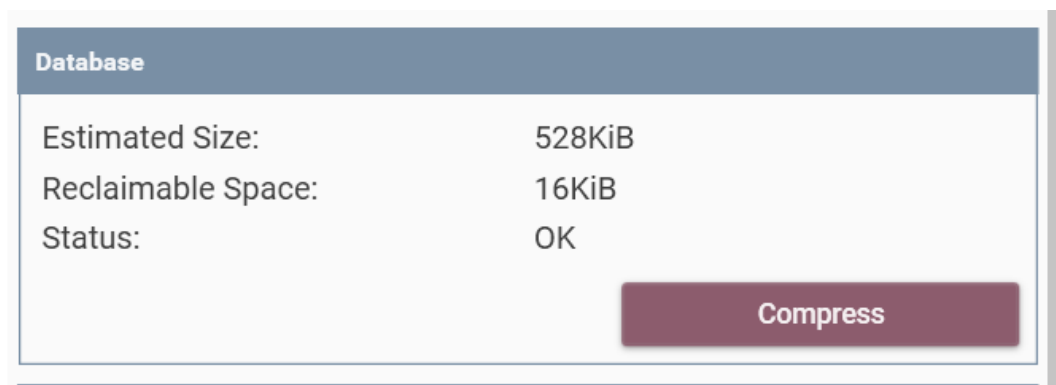 Database
Estimated Size: 528KiB
Reclaimable Space: 16KiB
Status: OK
Compress